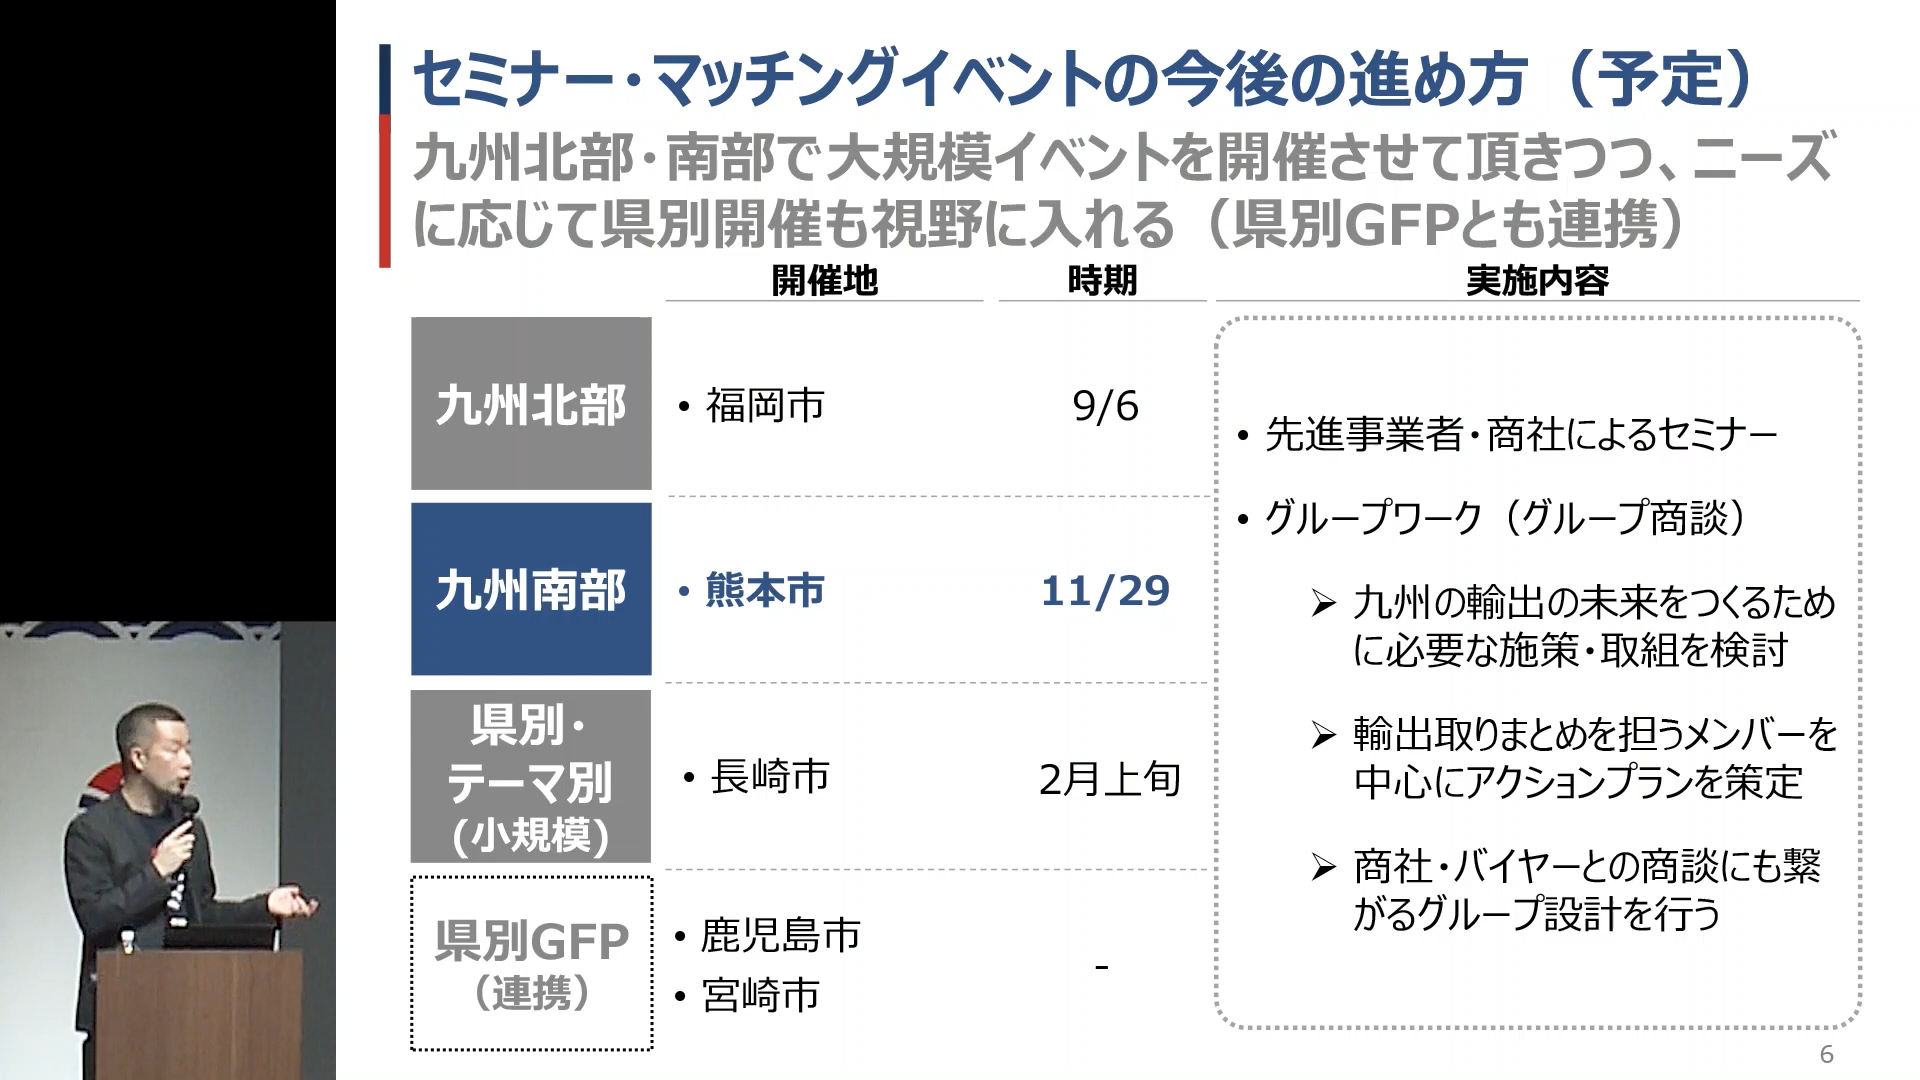 セミナー・マッチングイベントの今後の進め方（予定）
九州北部・南部で大規模イベントを開催させて頂きつつ、ニーズ
に応じて県別開催も視野に入れる（県別GFPとも連携）
開催地
時期
実施内容
九州北部
• 福岡市
9/6
九州南部
• 熊本市
11/29
県別・
テーマ別
(小規模)
• 長崎市
2月上旬
県別GFP
（連携）
• 鹿児島市
• 宮崎市
-
• 先進事業者・商社によるセミナー
• グループワーク（グループ商談）
➢ 九州の輸出の未来をつくるため
に必要な施策・取組を検討
➢ 輸出取りまとめを担うメンバーを
中心にアクションプランを策定
➢ 商社・バイヤーとの商談にも繋
がるグループ設計を行う
6